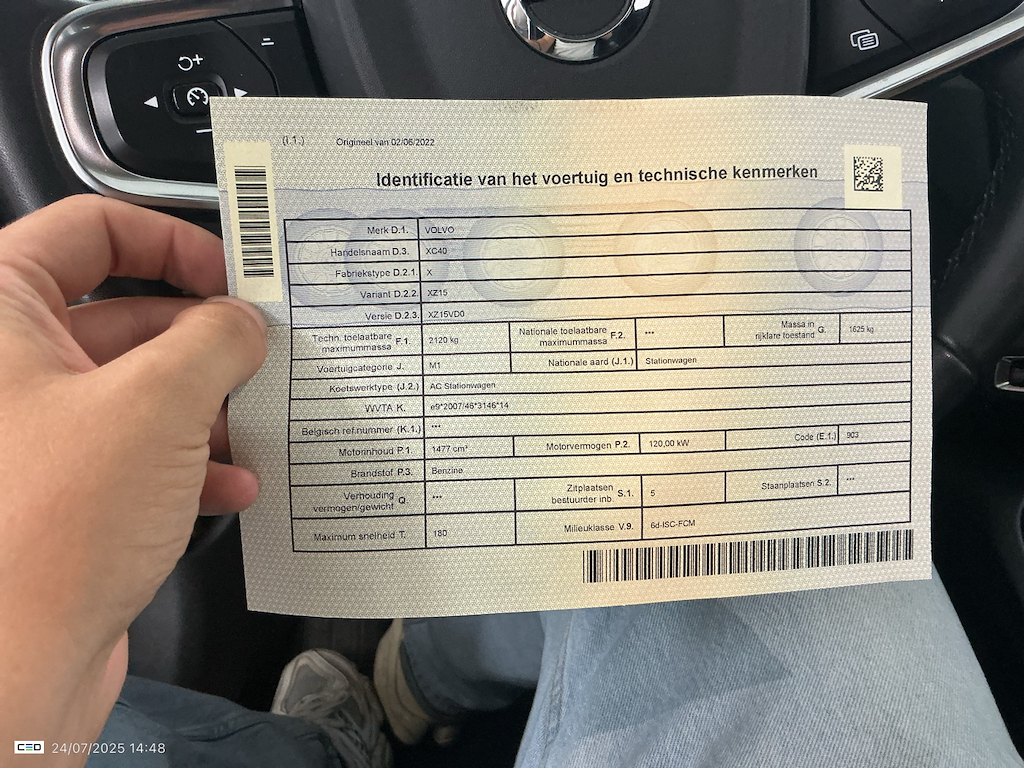 (I.1.) Origineel van 02/06/2022
Identificatie van het voertuig en technische kenmerken
Merk D.1. VOLVO
Handelsnaam D.3. XC40
Fabriekstype D.2.1. X
Variant D.2.2. XZ15
Versie D.2.3. XZ15VD0
Techn. toelaatbare maximummassa F.1. 2120 kg Nationale toelaatbare maximummassa F.2. *** Massa in rijklare toestand G. 1625 kg
Voertuigcategorie J. M1 Nationale aard (J.1.) Stationwagen
Koetswerktype (J.2.) AC Stationwagen
WVTA K. e9*2007/46*3146*14
Belgisch ref.nummer (K.1.) ***
Motorinhoud P.1. 1477 cm³ Motorvermogen P.2. 120,00 kW Code (E.1.) 903
Brandstof P.3. Benzine
Verhouding vermogen/gewicht Q. *** Zitplaatsen bestuurder inb. S.1. 5 Staanplaatsen S.2. ***
Maximum snelheid T. 180 Milieuklasse V.9. 6d-ISC-FCM
CEO 24/07/2025 14:48